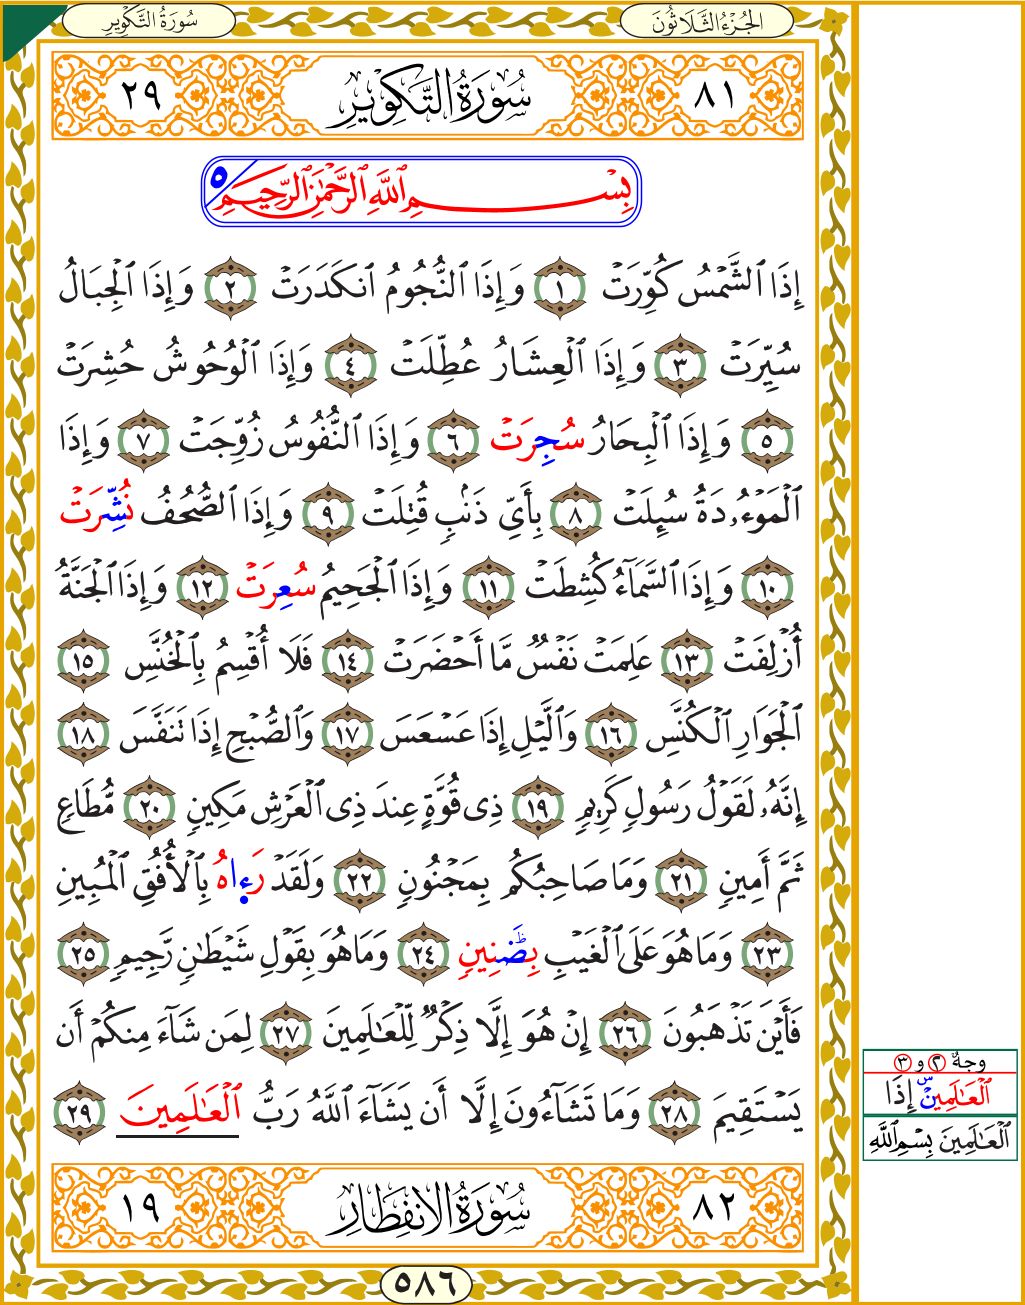 الجُزْءُ الثَّلَاثُونَ
سُورَةُ التَّكْوِيرِ
٨١ سُورَةُ التَّكْوِيرِ ٢٩
بِسْمِ ٱللَّهِ ٱلرَّحْمَٰنِ ٱلرَّحِيمِ ٥
إِذَا ٱلشَّمْسُ كُوِّرَتْ ١ وَإِذَا ٱلنُّجُومُ ٱنكَدَرَتْ ٢ وَإِذَا ٱلْجِبَالُ
سُيِّرَتْ ٣ وَإِذَا ٱلْعِشَارُ عُطِّلَتْ ٤ وَإِذَا ٱلْوُحُوشُ حُشِرَتْ
٥ وَإِذَا ٱلْبِحَارُ سُجِرَتْ ٦ وَإِذَا ٱلنُّفُوسُ زُوِّجَتْ ٧ وَإِذَا
ٱلْمَوْءُۥدَةُ سُئِلَتْ ٨ بِأَيِّ ذَنۢبٍ قُتِلَتْ ٩ وَإِذَا ٱلصُّحُفُ نُشِّرَتْ
١٠ وَإِذَا ٱلسَّمَآءُ كُشِطَتْ ١١ وَإِذَا ٱلْجَحِيمُ سُعِرَتْ ١٢ وَإِذَا ٱلْجَنَّةُ
أُزْلِفَتْ ١٣ عَلِمَتْ نَفْسٌ مَّا أَحْضَرَتْ ١٤ فَلَا أُقْسِمُ بِٱلْخُنَّسِ ١٥
ٱلْجَوَارِ ٱلْكُنَّسِ ١٦ وَٱلَّيْلِ إِذَا عَسْعَسَ ١٧ وَٱلصُّبْحِ إِذَا تَنَفَّسَ ١٨
إِنَّهُۥ لَقَوْلُ رَسُولٍ كَرِيمٍ ١٩ ذِى قُوَّةٍ عِندَ ذِى ٱلْعَرْشِ مَكِينٍ ٢٠ مُّطَاعٍ
ثَمَّ أَمِينٍ ٢١ وَمَا صَاحِبُكُم بِمَجْنُونٍ ٢٢ وَلَقَدْ رَءَاهُ بِٱلْأُفُقِ ٱلْمُبِينِ
٢٣ وَمَا هُوَ عَلَى ٱلْغَيْبِ بِضَنِينٍ ٢٤ وَمَا هُوَ بِقَوْلِ شَيْطَٰنٍ رَّجِيمٍ ٢٥
فَأَيْنَ تَذْهَبُونَ ٢٦ إِنْ هُوَ إِلَّا ذِكْرٌ لِّلْعَٰلَمِينَ ٢٧ لِمَن شَآءَ مِنكُمْ أَن
يَسْتَقِيمَ ٢٨ وَمَا تَشَآءُونَ إِلَّا أَن يَشَآءَ ٱللَّهُ رَبُّ ٱلْعَٰلَمِينَ ٢٩
٨٢ سُورَةُ الِانفِطَارِ ١٩
٥٨٦
وجهٌ ٢ و ٣
ٱلْعَٰلَمِينَ س إِذَا
ٱلْعَٰلَمِينَ بِسْمِ ٱللَّهِ